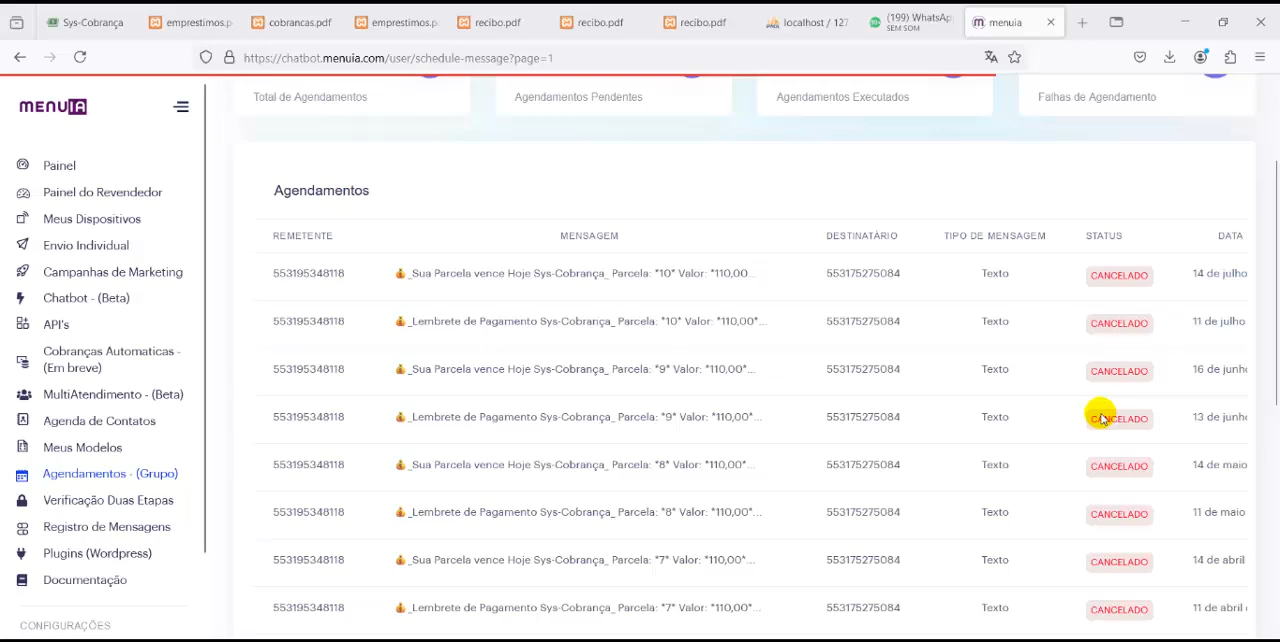 Sys-Cobrança
emprestimos.p
cobrancas.pdf
emprestimos.p
recibo.pdf
recibo.pdf
recibo.pdf
localhost / 127
(199) WhatsAp
SEM SOM
menuia
https://chatbot.menuia.com/user/schedule-message?page=1
MENUIA
Total de Agendamentos
Agendamentos Pendentes
Agendamentos Executados
Falhas de Agendamento
Painel
Painel do Revendedor
Meus Dispositivos
Envio Individual
Campanhas de Marketing
Chatbot - (Beta)
API's
Cobranças Automaticas -
(Em breve)
MultiAtendimento - (Beta)
Agenda de Contatos
Meus Modelos
Agendamentos - (Grupo)
Verificação Duas Etapas
Registro de Mensagens
Plugins (Wordpress)
Documentação
CONFIGURAÇÕES
Agendamentos
REMETENTE MENSAGEM DESTINATÁRIO TIPO DE MENSAGEM STATUS DATA
553195348118 💰_Sua Parcela vence Hoje Sys-Cobrança_ Parcela: *10* Valor: *110,00... 553175275084 Texto CANCELADO 14 de julho
553195348118 💰_Lembrete de Pagamento Sys-Cobrança_ Parcela: *10* Valor: *110,00*... 553175275084 Texto CANCELADO 11 de julho
553195348118 💰_Sua Parcela vence Hoje Sys-Cobrança_ Parcela: *9* Valor: *110,00*... 553175275084 Texto CANCELADO 16 de junh
553195348118 💰_Lembrete de Pagamento Sys-Cobrança_ Parcela: *9* Valor: *110,00*... 553175275084 Texto CANCELADO 13 de junh
553195348118 💰_Sua Parcela vence Hoje Sys-Cobrança_ Parcela: *8* Valor: *110,00*... 553175275084 Texto CANCELADO 14 de maio
553195348118 💰_Lembrete de Pagamento Sys-Cobrança_ Parcela: *8* Valor: *110,00*... 553175275084 Texto CANCELADO 11 de maio
553195348118 💰_Sua Parcela vence Hoje Sys-Cobrança_ Parcela: *7* Valor: *110,00*... 553175275084 Texto CANCELADO 14 de abril
553195348118 💰_Lembrete de Pagamento Sys-Cobrança_ Parcela: *7* Valor: *110,00*... 553175275084 Texto CANCELADO 11 de abril